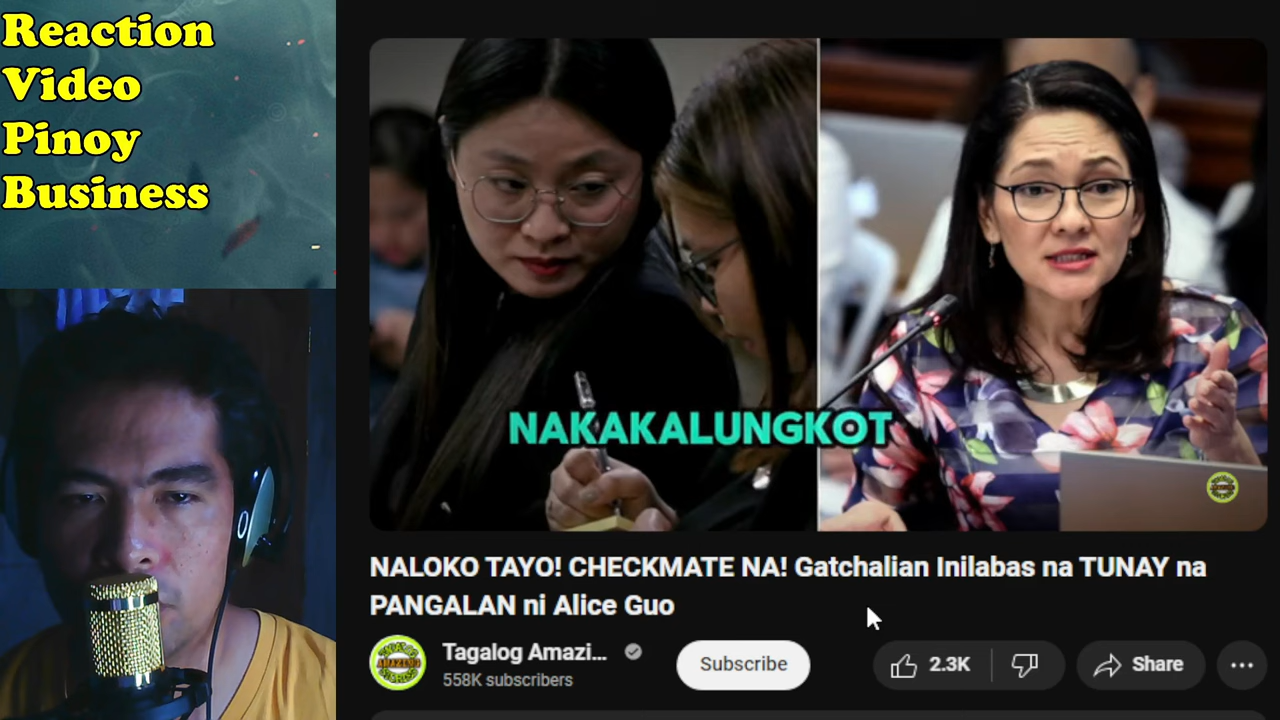 Reaction
Video
Pinoy
Business
NAKAKALUNGKOT
NALOKO TAYO! CHECKMATE NA! Gatchalian Inilabas na TUNAY na
PANGALAN ni Alice Guo
Tagalog Amazi...
558K subscribers
Subscribe
2.3K
Share
AMAZING